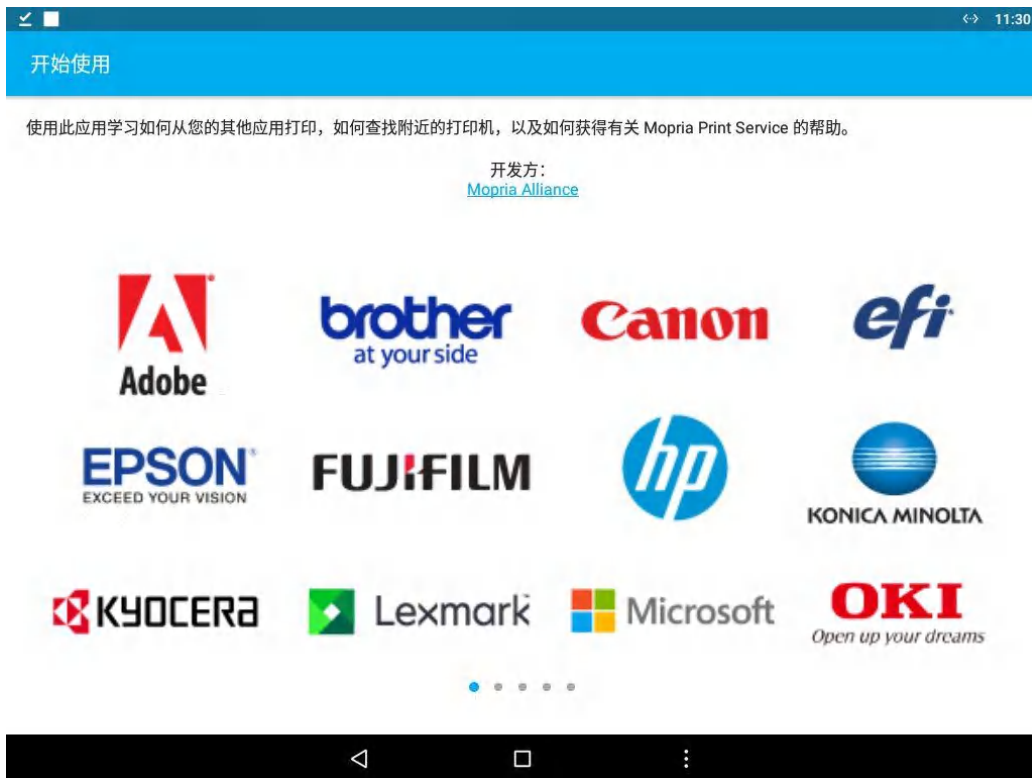 11:30
开始使用
使用此应用学习如何从您的其他应用打印，如何查找附近的打印机，以及如何获得有关 Mopria Print Service 的帮助。
开发方：
Mopria Alliance
Adobe
brother
at your side
Canon
efi
EPSON
EXCEED YOUR VISION
FUJIFILM
hp
KONICA MINOLTA
KYOCERA
Lexmark
Microsoft
OKI
Open up your dreams